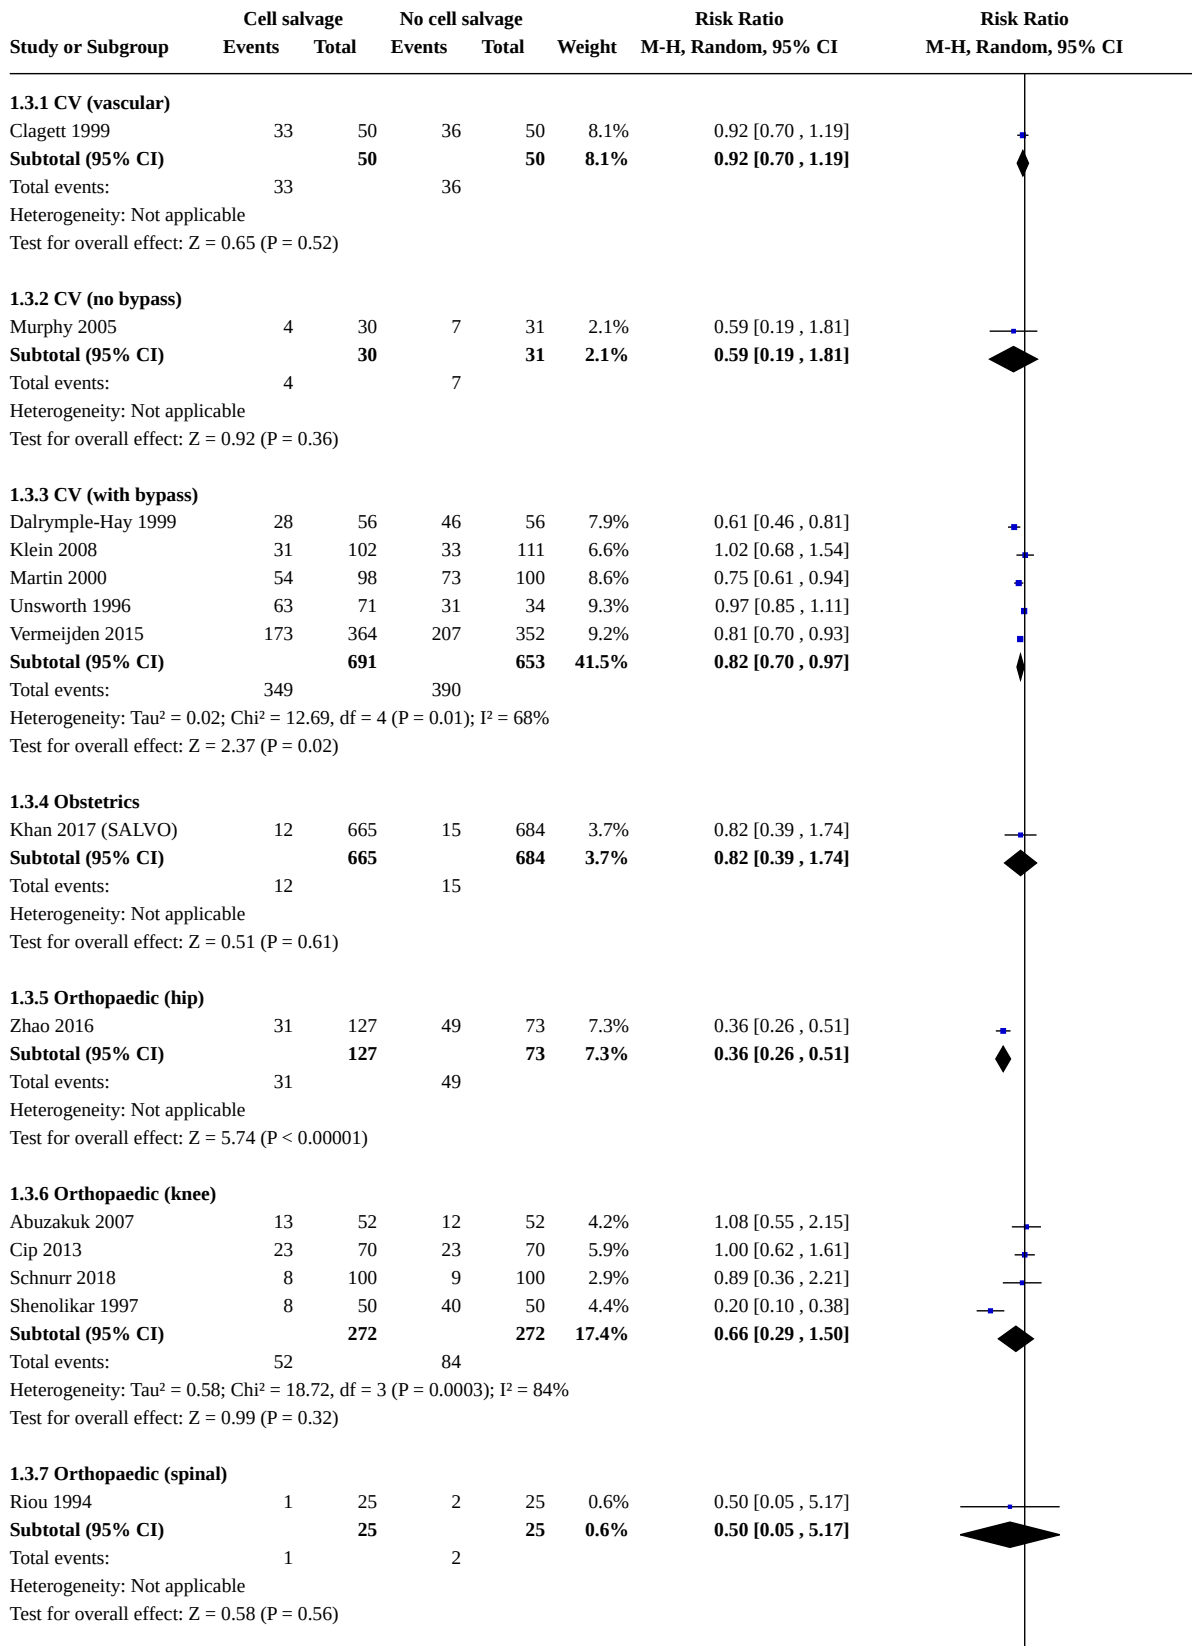 Cell salvage No cell salvage Risk Ratio Risk Ratio
Study or Subgroup Events Total Events Total Weight M-H, Random, 95% CI M-H, Random, 95% CI
1.3.1 CV (vascular)
Clagett 1999 33 50 36 50 8.1% 0.92 [0.70 , 1.19]
Subtotal (95% CI) 50 50 8.1% 0.92 [0.70 , 1.19]
Total events: 33 36
Heterogeneity: Not applicable
Test for overall effect: Z = 0.65 (P = 0.52)
1.3.2 CV (no bypass)
Murphy 2005 4 30 7 31 2.1% 0.59 [0.19 , 1.81]
Subtotal (95% CI) 30 31 2.1% 0.59 [0.19 , 1.81]
Total events: 4 7
Heterogeneity: Not applicable
Test for overall effect: Z = 0.92 (P = 0.36)
1.3.3 CV (with bypass)
Dalrymple-Hay 1999 28 56 46 56 7.9% 0.61 [0.46 , 0.81]
Klein 2008 31 102 33 111 6.6% 1.02 [0.68 , 1.54]
Martin 2000 54 98 73 100 8.6% 0.75 [0.61 , 0.94]
Unsworth 1996 63 71 31 34 9.3% 0.97 [0.85 , 1.11]
Vermeijden 2015 173 364 207 352 9.2% 0.81 [0.70 , 0.93]
Subtotal (95% CI) 691 653 41.5% 0.82 [0.70 , 0.97]
Total events: 349 390
Heterogeneity: Tau² = 0.02; Chi² = 12.69, df = 4 (P = 0.01); I² = 68%
Test for overall effect: Z = 2.37 (P = 0.02)
1.3.4 Obstetrics
Khan 2017 (SALVO) 12 665 15 684 3.7% 0.82 [0.39 , 1.74]
Subtotal (95% CI) 665 684 3.7% 0.82 [0.39 , 1.74]
Total events: 12 15
Heterogeneity: Not applicable
Test for overall effect: Z = 0.51 (P = 0.61)
1.3.5 Orthopaedic (hip)
Zhao 2016 31 127 49 73 7.3% 0.36 [0.26 , 0.51]
Subtotal (95% CI) 127 73 7.3% 0.36 [0.26 , 0.51]
Total events: 31 49
Heterogeneity: Not applicable
Test for overall effect: Z = 5.74 (P < 0.00001)
1.3.6 Orthopaedic (knee)
Abuzakuk 2007 13 52 12 52 4.2% 1.08 [0.55 , 2.15]
Cip 2013 23 70 23 70 5.9% 1.00 [0.62 , 1.61]
Schnurr 2018 8 100 9 100 2.9% 0.89 [0.36 , 2.21]
Shenolikar 1997 8 50 40 50 4.4% 0.20 [0.10 , 0.38]
Subtotal (95% CI) 272 272 17.4% 0.66 [0.29 , 1.50]
Total events: 52 84
Heterogeneity: Tau² = 0.58; Chi² = 18.72, df = 3 (P = 0.0003); I² = 84%
Test for overall effect: Z = 0.99 (P = 0.32)
1.3.7 Orthopaedic (spinal)
Riou 1994 1 25 2 25 0.6% 0.50 [0.05 , 5.17]
Subtotal (95% CI) 25 25 0.6% 0.50 [0.05 , 5.17]
Total events: 1 2
Heterogeneity: Not applicable
Test for overall effect: Z = 0.58 (P = 0.56)